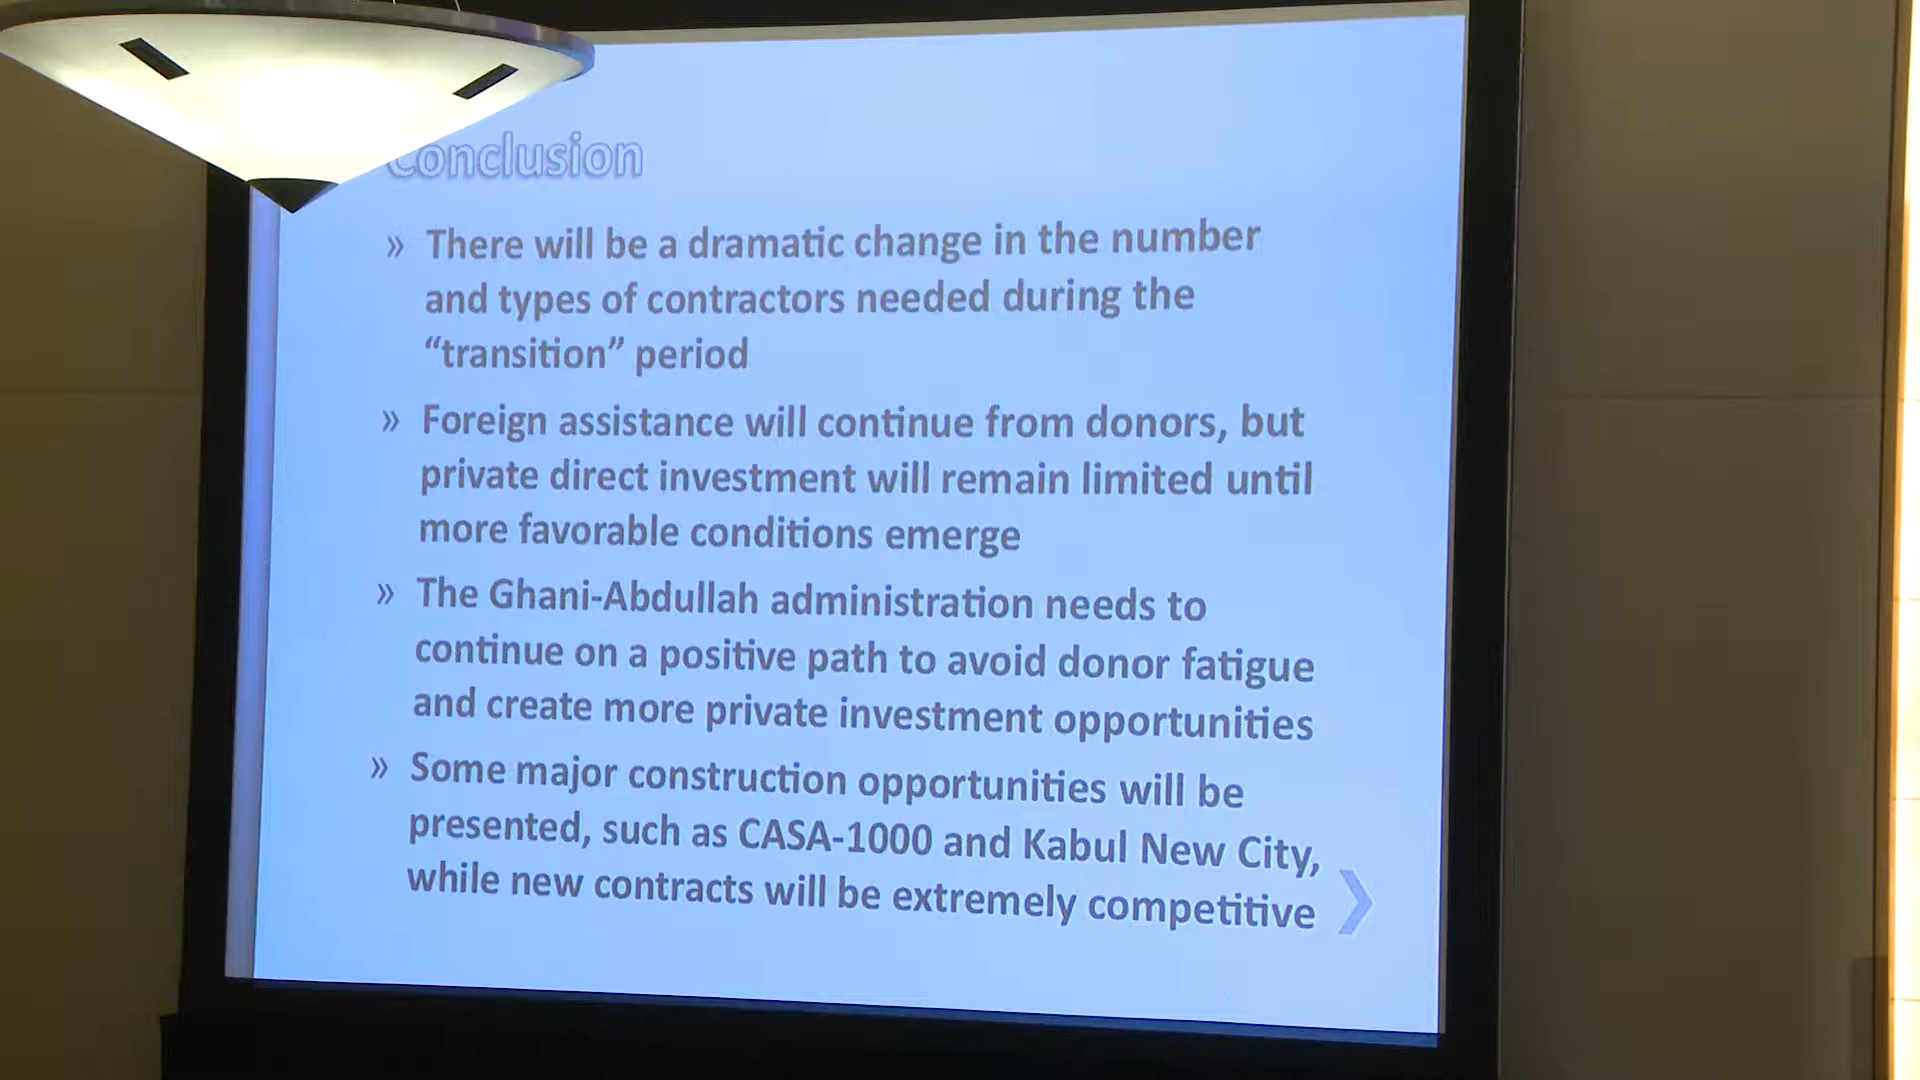 Conclusion
» There will be a dramatic change in the number
and types of contractors needed during the
“transition” period
» Foreign assistance will continue from donors, but
private direct investment will remain limited until
more favorable conditions emerge
» The Ghani-Abdullah administration needs to
continue on a positive path to avoid donor fatigue
and create more private investment opportunities
» Some major construction opportunities will be
presented, such as CASA-1000 and Kabul New City,
while new contracts will be extremely competitive